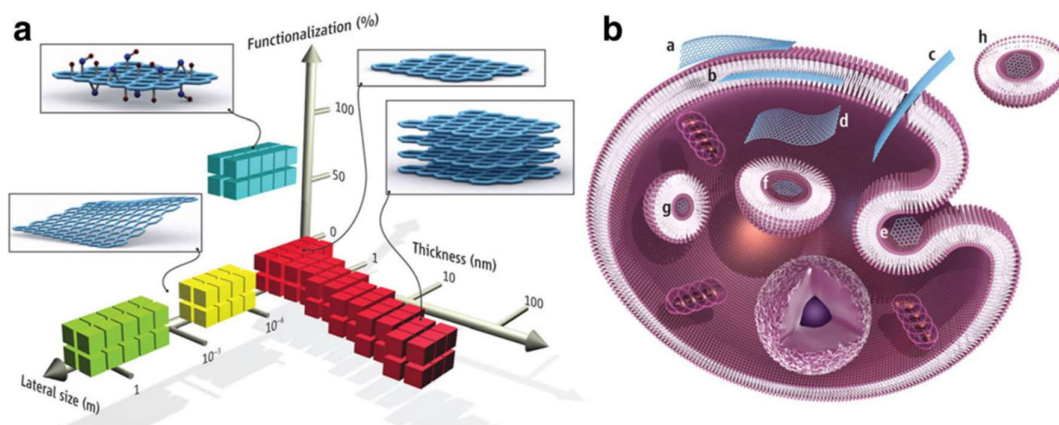 a
Functionalization (%)
100
50
0
Thickness (nm)
1
10
100
10⁻⁶
10⁻³
1
Lateral size (m)
b
a
b
c
d
e
f
g
h